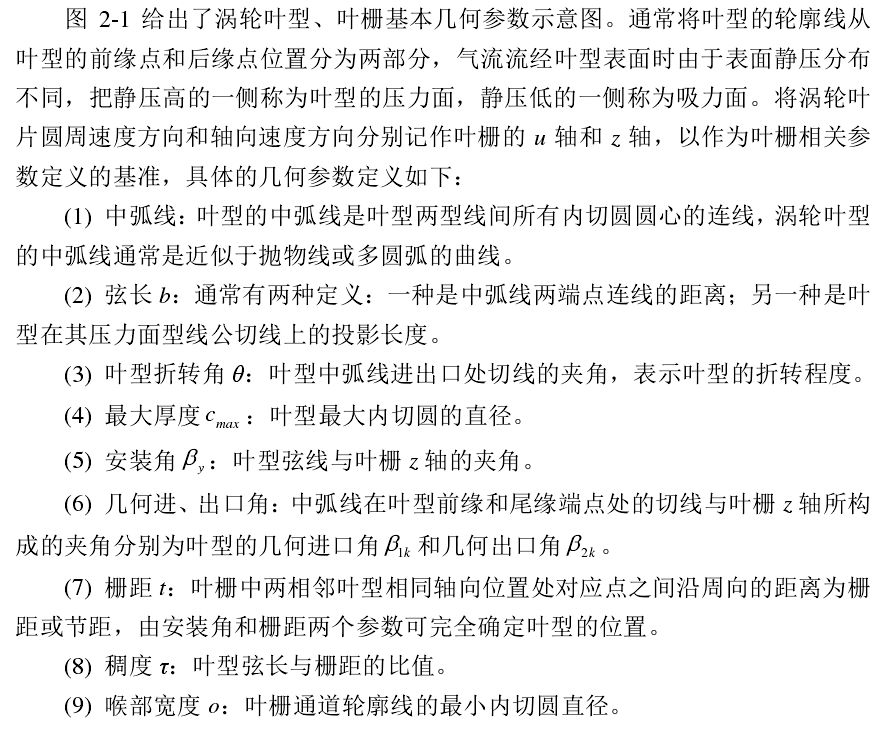 图 2-1 给出了涡轮叶型、叶栅基本几何参数示意图。通常将叶型的轮廓线从
叶型的前缘点和后缘点位置分为两部分，气流流经叶型表面时由于表面静压分布
不同，把静压高的一侧称为叶型的压力面，静压低的一侧称为吸力面。将涡轮叶
片圆周速度方向和轴向速度方向分别记作叶栅的 u 轴和 z 轴，以作为叶栅相关参
数定义的基准，具体的几何参数定义如下：
(1) 中弧线：叶型的中弧线是叶型两型线间所有内切圆圆心的连线，涡轮叶型
的中弧线通常是近似于抛物线或多圆弧的曲线。
(2) 弦长 b：通常有两种定义：一种是中弧线两端点连线的距离；另一种是叶
型在其压力面型线公切线上的投影长度。
(3) 叶型折转角 θ：叶型中弧线进出口处切线的夹角，表示叶型的折转程度。
(4) 最大厚度 c_max：叶型最大内切圆的直径。
(5) 安装角 β_y：叶型弦线与叶栅 z 轴的夹角。
(6) 几何进、出口角：中弧线在叶型前缘和尾缘端点处的切线与叶栅 z 轴所构
成的夹角分别为叶型的几何进口角 β_1k 和几何出口角 β_2k。
(7) 栅距 t：叶栅中两相邻叶型相同轴向位置处对应点之间沿周向的距离为栅
距或节距，由安装角和栅距两个参数可完全确定叶型的位置。
(8) 稠度 τ：叶型弦长与栅距的比值。
(9) 喉部宽度 o：叶栅通道轮廓线的最小内切圆直径。